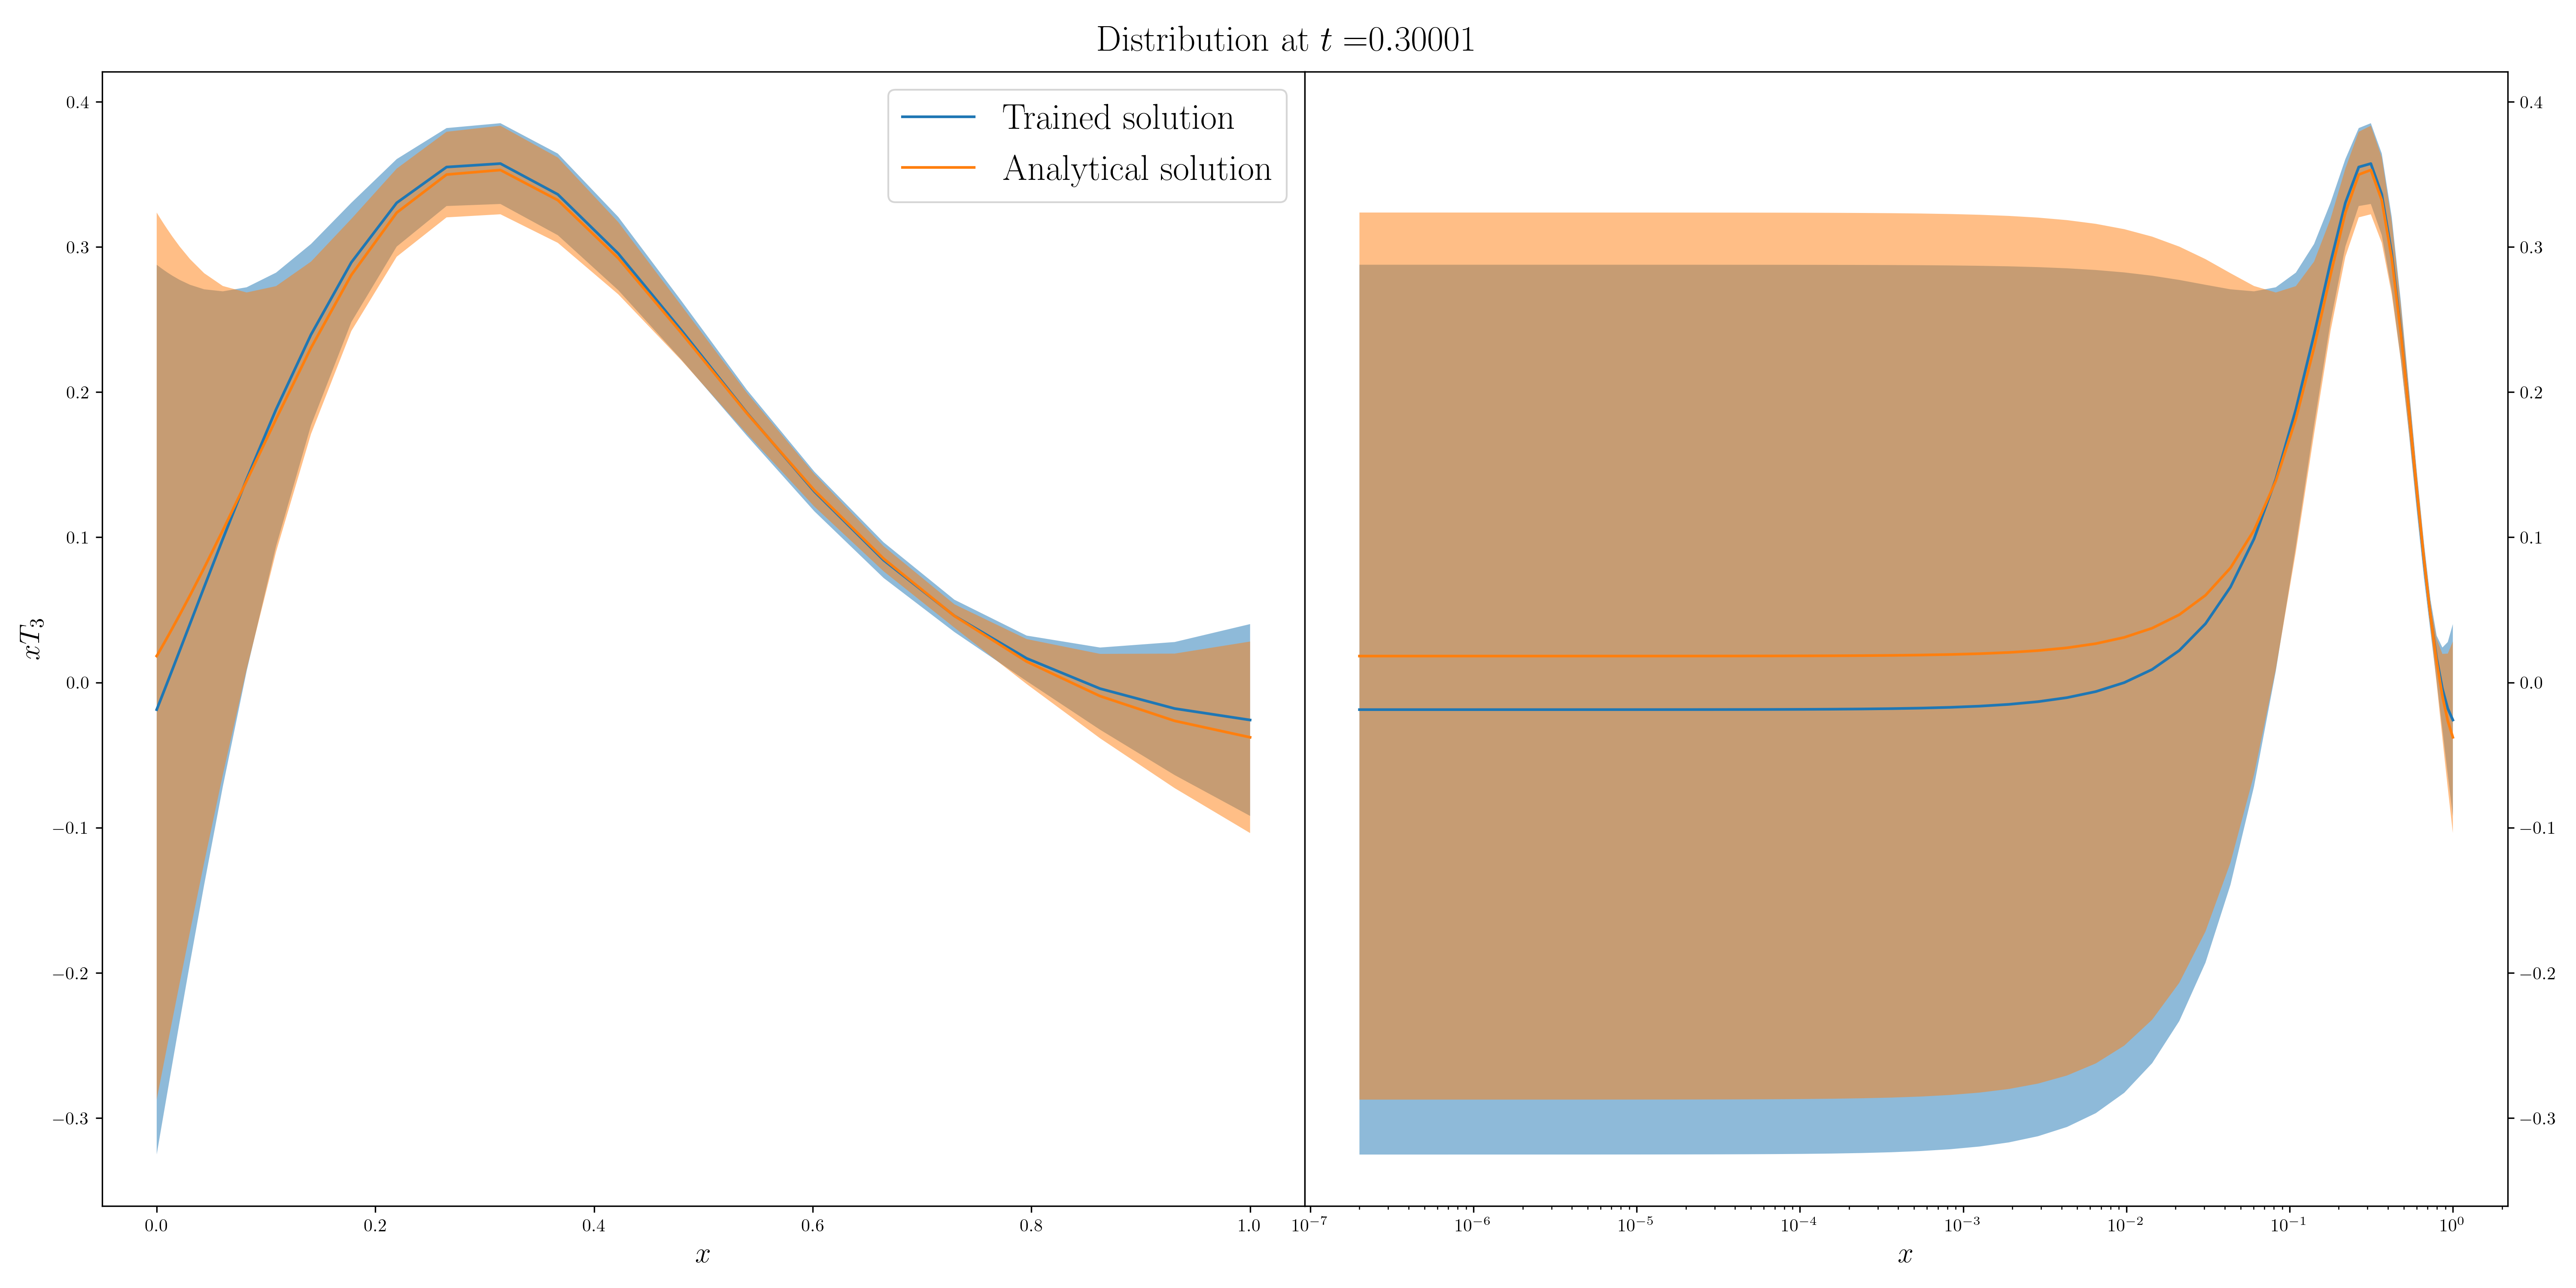 Distribution at t =0.30001
Trained solution
Analytical solution
xT₃
0.4
0.3
0.2
0.1
0.0
−0.1
−0.2
−0.3
0.0 0.2 0.4 0.6 0.8 1.0
x
10⁻⁷ 10⁻⁶ 10⁻⁵ 10⁻⁴ 10⁻³ 10⁻² 10⁻¹ 10⁰
x
0.4
0.3
0.2
0.1
0.0
−0.1
−0.2
−0.3